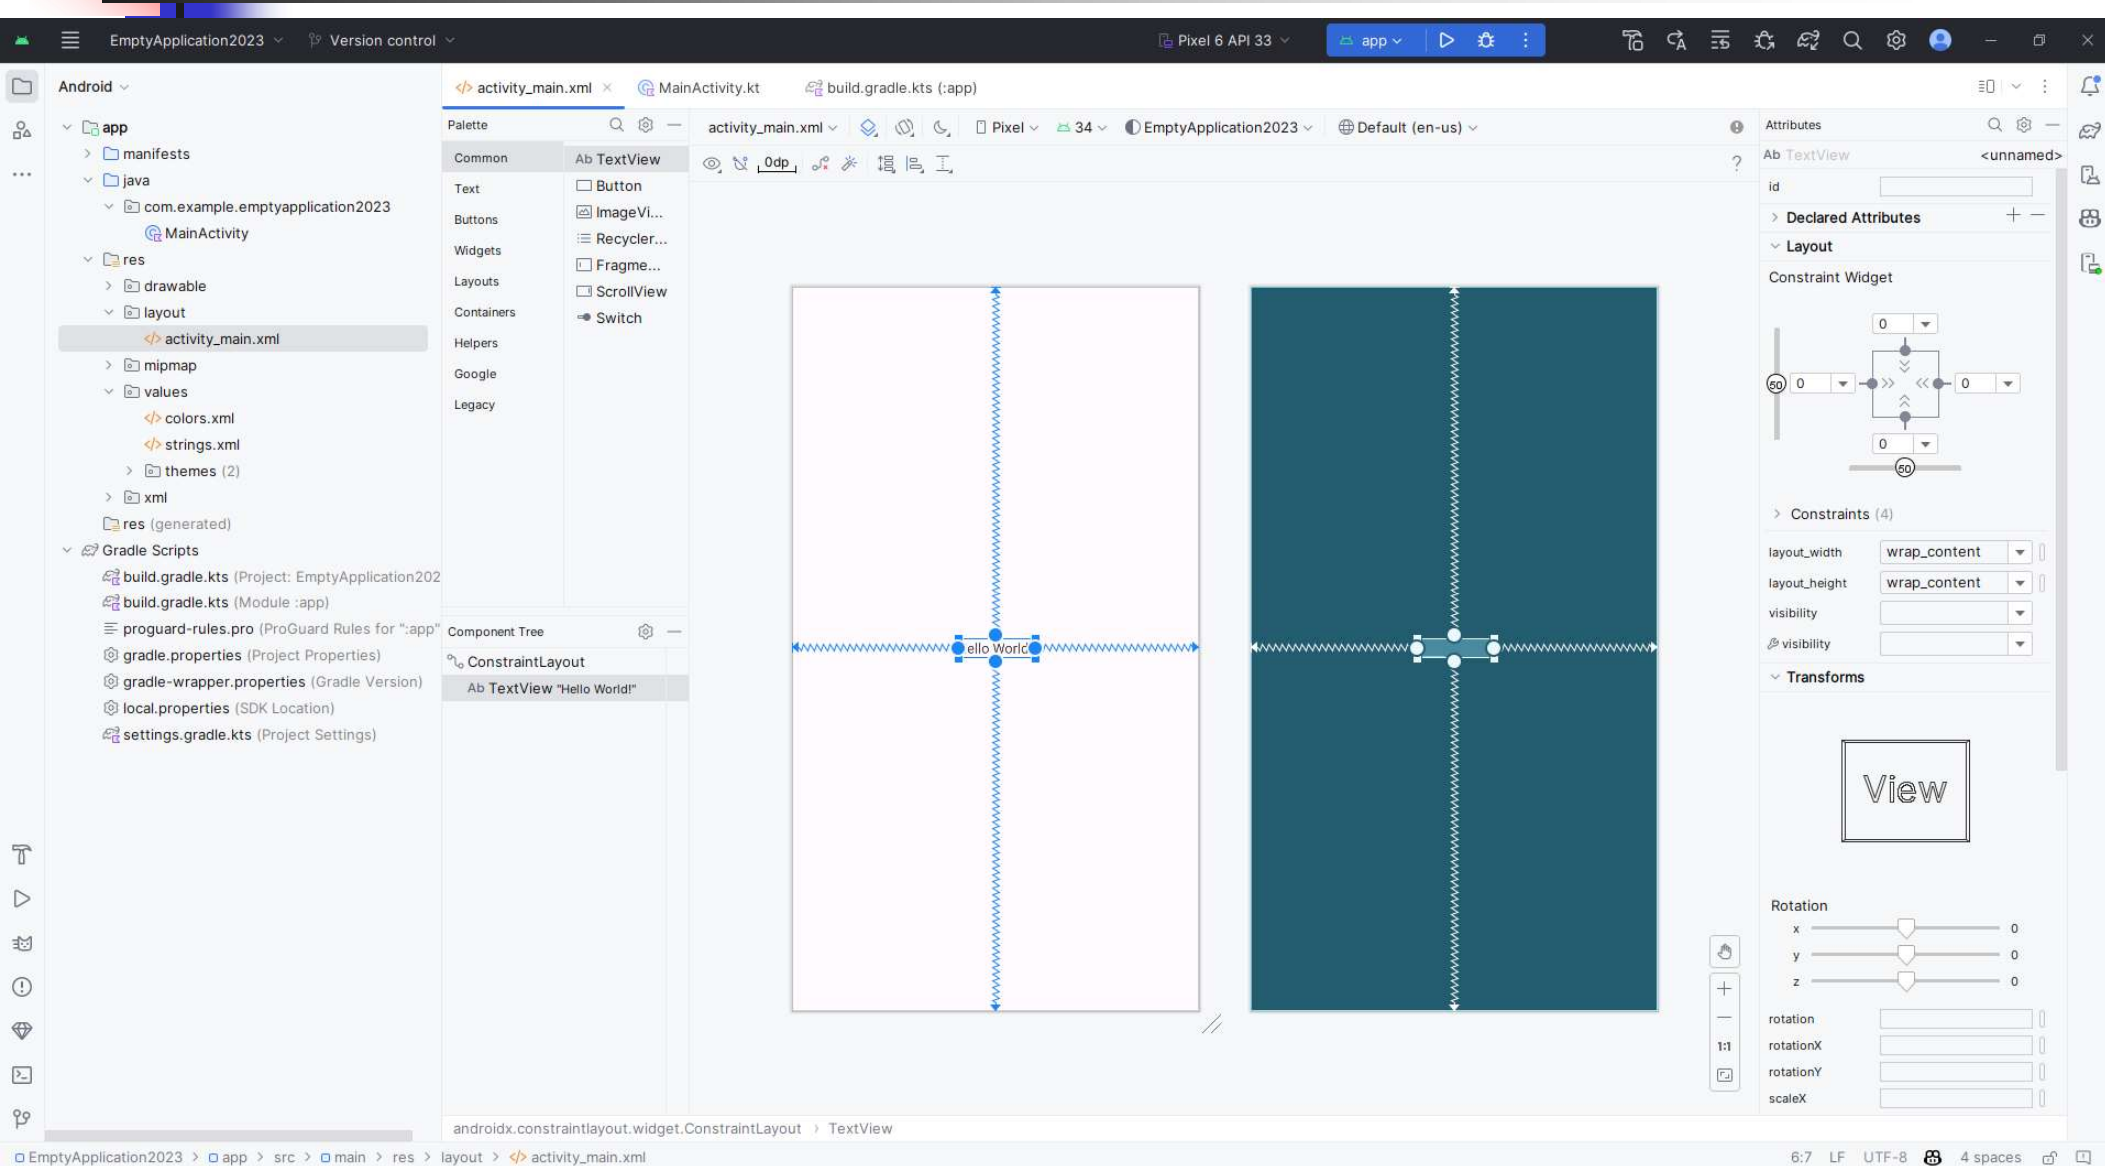 EmptyApplication2023
Version control
Pixel 6 API 33
app
Android
app
manifests
java
com.example.emptyapplication2023
MainActivity
res
drawable
layout
activity_main.xml
mipmap
values
colors.xml
strings.xml
themes (2)
xml
res (generated)
Gradle Scripts
build.gradle.kts (Project: EmptyApplication202
build.gradle.kts (Module :app)
proguard-rules.pro (ProGuard Rules for ":app"
gradle.properties (Project Properties)
gradle-wrapper.properties (Gradle Version)
local.properties (SDK Location)
settings.gradle.kts (Project Settings)
activity_main.xml
MainActivity.kt
build.gradle.kts (:app)
Palette
Common
Text
Buttons
Widgets
Layouts
Containers
Helpers
Google
Legacy
Ab TextView
Button
ImageVi...
Recycler...
Fragme...
ScrollView
Switch
Component Tree
ConstraintLayout
Ab TextView "Hello World!"
activity_main.xml
Pixel
34
EmptyApplication2023
Default (en-us)
0dp
?
ello World
1:1
Attributes
Ab TextView <unnamed>
id
Declared Attributes
Layout
Constraint Widget
0
50
0
0
0
50
Constraints (4)
layout_width wrap_content
layout_height wrap_content
visibility
visibility
Transforms
View
Rotation
x 0
y 0
z 0
rotation
rotationX
rotationY
scaleX
androidx.constraintlayout.widget.ConstraintLayout > TextView
EmptyApplication2023 > app > src > main > res > layout > activity_main.xml
6:7 LF UTF-8 4 spaces